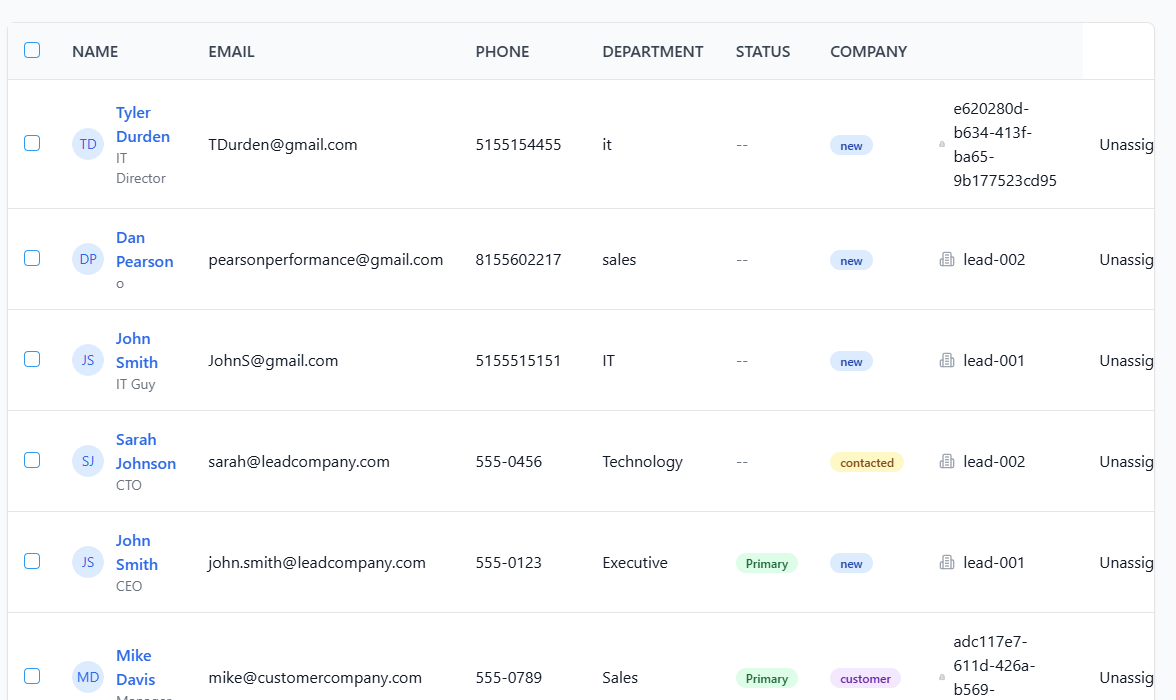 NAME EMAIL PHONE DEPARTMENT STATUS COMPANY
Tyler
Durden
IT
Director
TD TDurden@gmail.com 5155154455 it -- new
e620280d-
b634-413f-
ba65-
9b177523cd95
Unassig
Dan
Pearson
o
DP pearsonperformance@gmail.com 8155602217 sales -- new lead-002 Unassig
John
Smith
IT Guy
JS JohnS@gmail.com 5155515151 IT -- new lead-001 Unassig
Sarah
Johnson
CTO
SJ sarah@leadcompany.com 555-0456 Technology -- contacted lead-002 Unassig
John
Smith
CEO
JS john.smith@leadcompany.com 555-0123 Executive Primary new lead-001 Unassig
Mike
Davis
Manager
MD mike@customercompany.com 555-0789 Sales Primary customer
adc117e7-
611d-426a-
b569-
Unassig